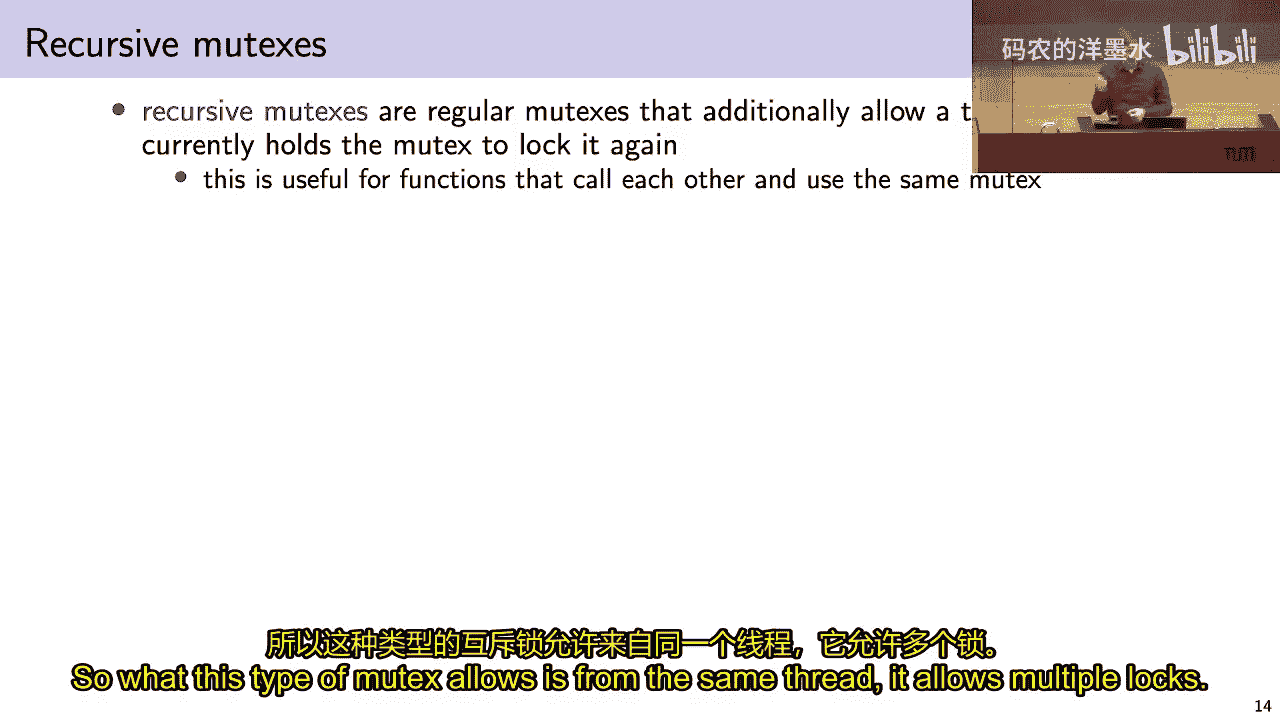 Recursive mutexes
码农的洋墨水 bilibili
recursive mutexes are regular mutexes that additionally allow a t
currently holds the mutex to lock it again
this is useful for functions that call each other and use the same mutex
TUM
所以这种类型的互斥锁允许来自同一个线程，它允许多个锁。
So what this type of mutex allows is from the same thread, it allows multiple locks.
14